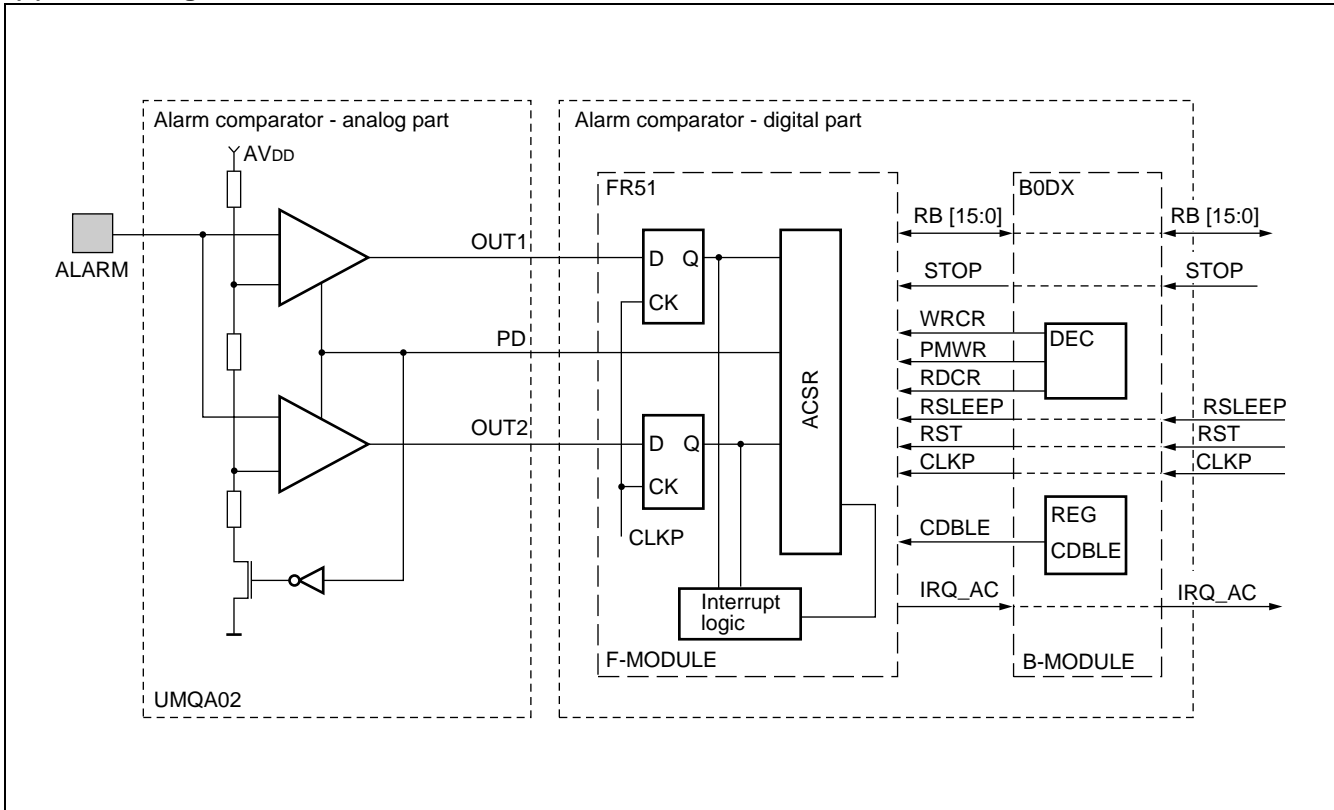 Alarm comparator - analog part
AVDD
ALARM
OUT1
PD
OUT2
UMQA02
Alarm comparator - digital part
FR51
D Q
CK
D Q
CK
CLKP
ACSR
Interrupt
logic
F-MODULE
RB [15:0]
STOP
WRCR
PMWR
RDCR
RSLEEP
RST
CLKP
CDBLE
IRQ_AC
B0DX
DEC
REG
CDBLE
B-MODULE
RB [15:0]
STOP
RSLEEP
RST
CLKP
IRQ_AC